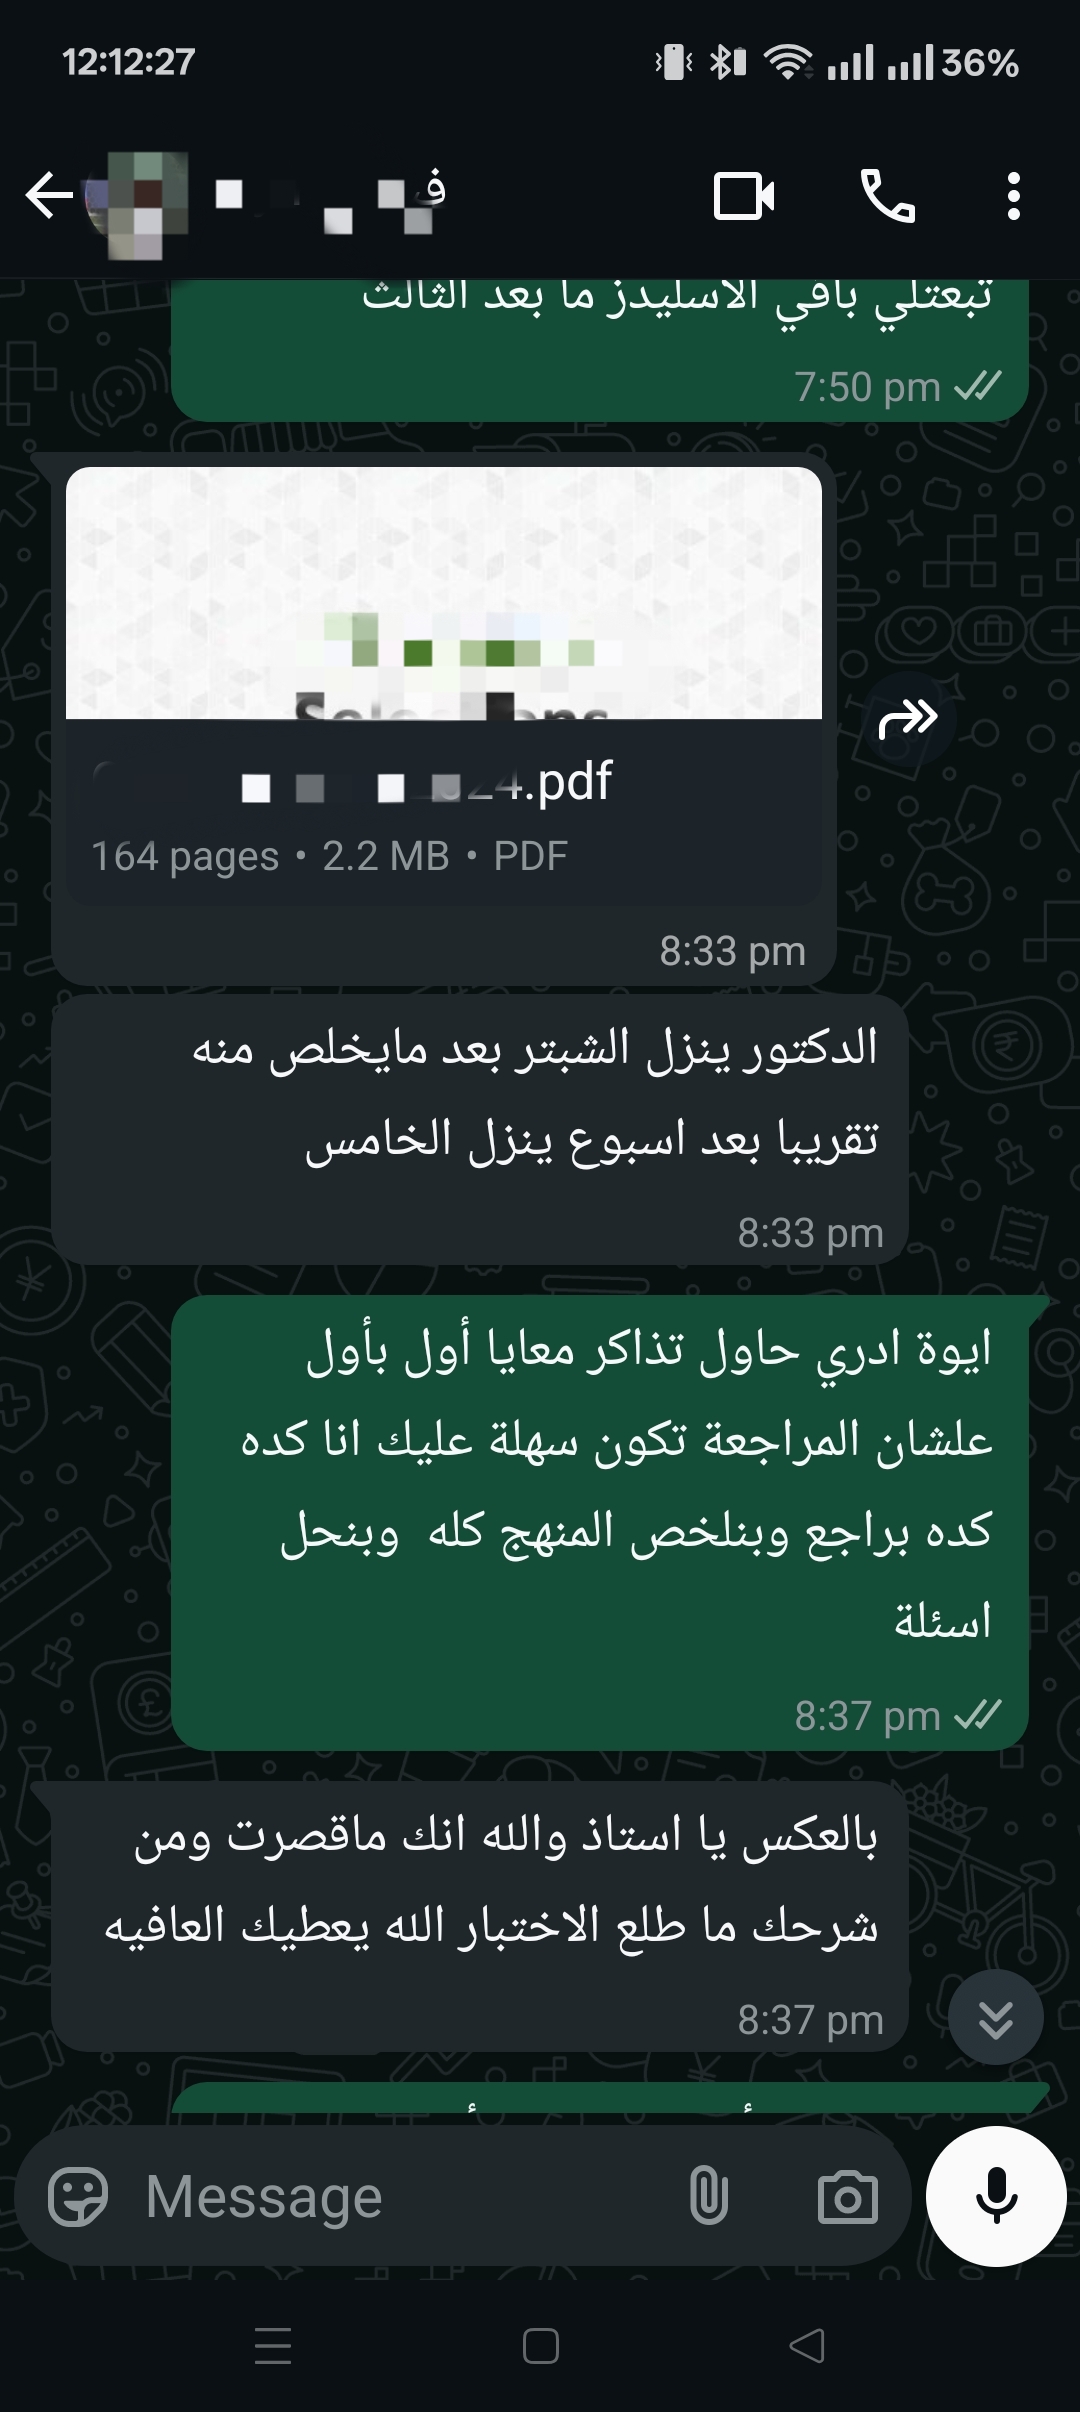 12:12:27
36%
ف
تبعتلي باقي الاسليدز ما بعد الثالث
7:50 pm
.pdf
164 pages • 2.2 MB • PDF
8:33 pm
الدكتور ينزل الشبتر بعد مايخلص منه
تقريبا بعد اسبوع ينزل الخامس
8:33 pm
ايوة ادري حاول تذاكر معايا أول بأول
علشان المراجعة تكون سهلة عليك انا كده
كده براجع وبنلخص المنهج كله وبنحل
اسئلة
8:37 pm
بالعكس يا استاذ والله انك ماقصرت ومن
شرحك ما طلع الاختبار الله يعطيك العافيه
8:37 pm
Message